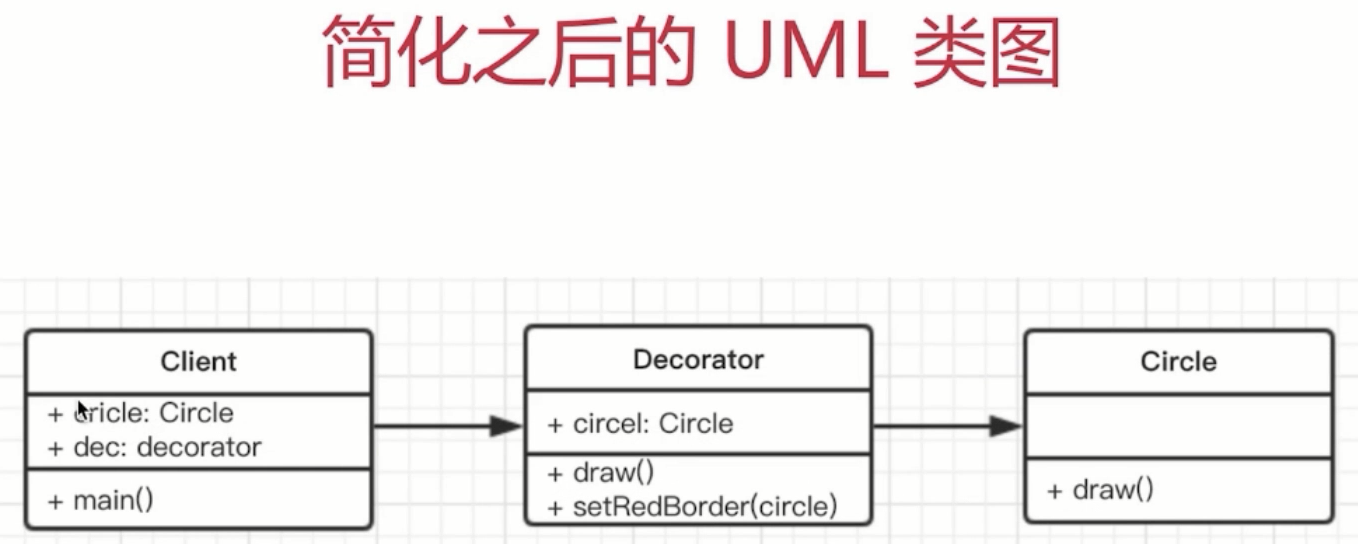 简化之后的 UML 类图
Client
+ cricle: Circle
+ dec: decorator
+ main()
Decorator
+ circel: Circle
+ draw()
+ setRedBorder(circle)
Circle
+ draw()